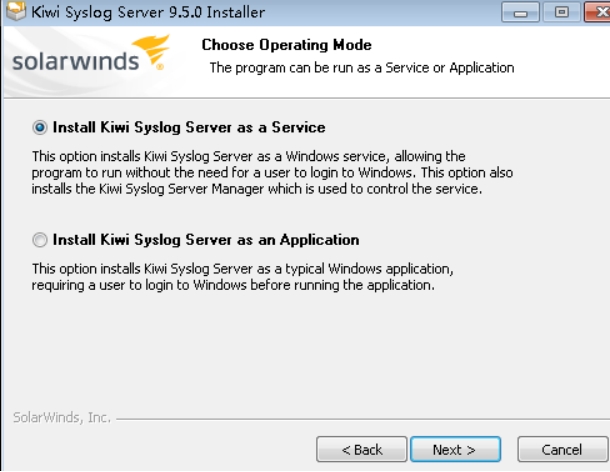 Kiwi Syslog Server 9.5.0 Installer
solarwinds
Choose Operating Mode
The program can be run as a Service or Application
Install Kiwi Syslog Server as a Service
This option installs Kiwi Syslog Server as a Windows service, allowing the
program to run without the need for a user to login to Windows. This option also
installs the Kiwi Syslog Server Manager which is used to control the service.
Install Kiwi Syslog Server as an Application
This option installs Kiwi Syslog Server as a typical Windows application,
requiring a user to login to Windows before running the application.
SolarWinds, Inc.
< Back Next > Cancel